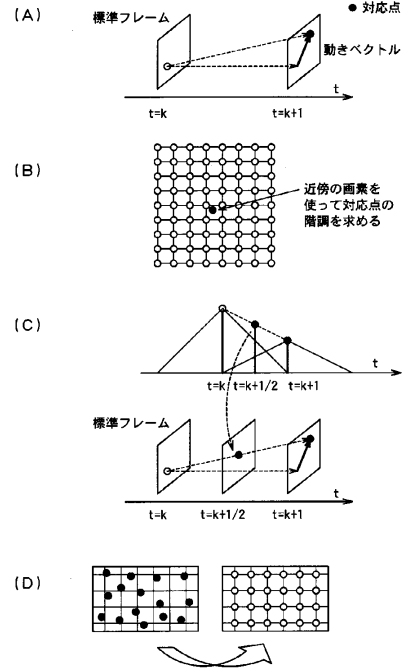 (A)
標準フレーム
● 対応点
動きベクトル
t
t=k
t=k+1
(B)
近傍の画素を
使って対応点の
階調を求める
(C)
t
t=k
t=k+1/2
t=k+1
標準フレーム
t
t=k
t=k+1/2
t=k+1
(D)